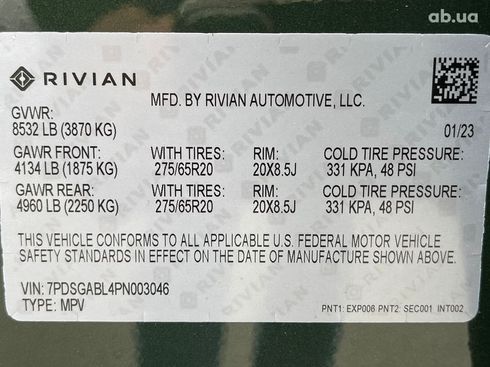 ab.ua
RIVIAN
MFD. BY RIVIAN AUTOMOTIVE, LLC.
GVWR:
8532 LB (3870 KG)
01/23
GAWR FRONT: WITH TIRES: RIM: COLD TIRE PRESSURE:
4134 LB (1875 KG) 275/65R20 20X8.5J 331 KPA, 48 PSI
GAWR REAR: WITH TIRES: RIM: COLD TIRE PRESSURE:
4960 LB (2250 KG) 275/65R20 20X8.5J 331 KPA, 48 PSI
THIS VEHICLE CONFORMS TO ALL APPLICABLE U.S. FEDERAL MOTOR VEHICLE
SAFETY STANDARDS IN EFFECT ON THE DATE OF MANUFACTURE SHOWN ABOVE.
VIN: 7PDSGABL4PN003046
TYPE: MPV
PNT1: EXP006 PNT2: SEC001 INT002